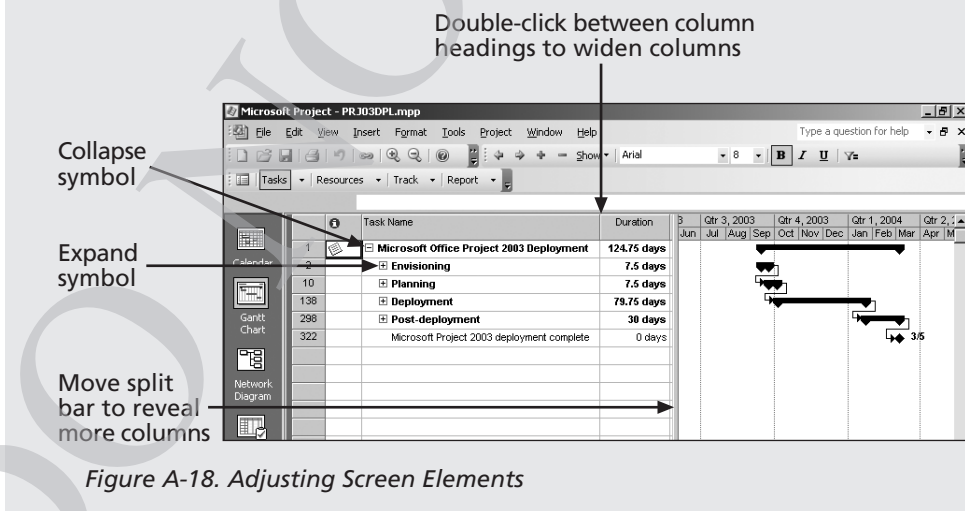 Double-click between column
headings to widen columns
Microsoft Project - PRJ03DPL.mpp
File Edit View Insert Format Tools Project Window Help
Type a question for help
Show
Arial
8
B I U
Tasks Resources Track Report
Collapse
symbol
Expand
symbol
Move split
bar to reveal
more columns
Calendar
Gantt
Chart
Network
Diagram
Task Name Duration
1 Microsoft Office Project 2003 Deployment 124.75 days
2 Envisioning 7.5 days
10 Planning 7.5 days
138 Deployment 79.75 days
298 Post-deployment 30 days
322 Microsoft Project 2003 deployment complete 0 days
3 Qtr 3, 2003 Qtr 4, 2003 Qtr 1, 2004 Qtr 2,
Jun Jul Aug Sep Oct Nov Dec Jan Feb Mar Apr M
3/5
Figure A-18. Adjusting Screen Elements